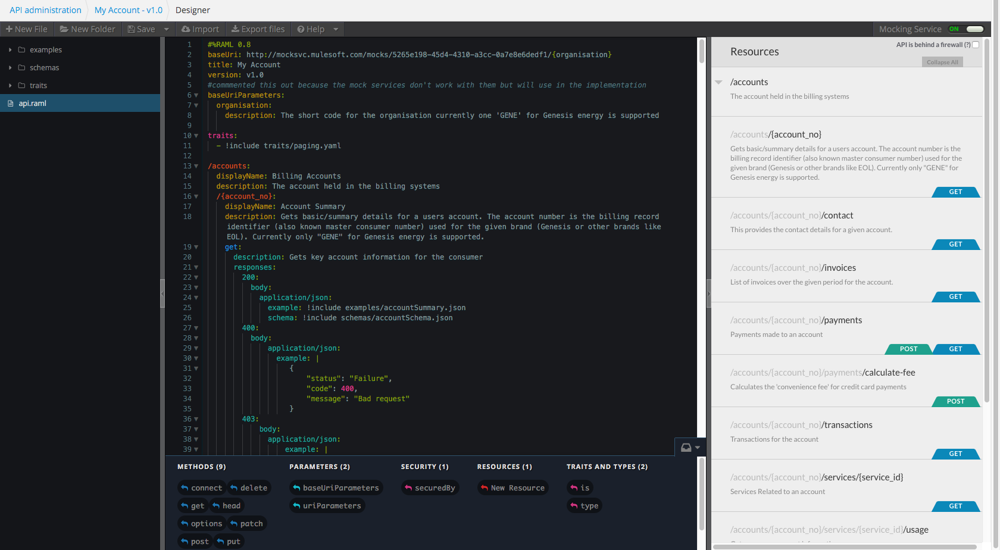 API administration My Account - v1.0 Designer
New File New Folder Save Import Export files Help Mocking Service ON
examples
schemas
traits
api.raml
1 #%RAML 0.8
2 baseUri: http://mocksvc.mulesoft.com/mocks/5265e198-45d4-4310-a3cc-0a7e8e6dedf1/{organisation}
3 title: My Account
4 version: v1.0
5 #commmented this out because the mock services don't work with them but will use in the implementation
6 baseUriParameters:
7 organisation:
8 description: The short code for the organisation currently one 'GENE' for Genesis energy is supported
9
10 traits:
11 - !include traits/paging.yaml
12
13 /accounts:
14 displayName: Billing Accounts
15 description: The account held in the billing systems
16 /{account_no}:
17 displayName: Account Summary
18 description: Gets basic/summary details for a users account. The account number is the billing record
identifier (also known master consumer number) used for the given brand (Genesis or other brands like
EOL). Currently only "GENE" for Genesis energy is supported.
19 get:
20 description: Gets key account information for the consumer
21 responses:
22 200:
23 body:
24 application/json:
25 example: !include examples/accountSummary.json
26 schema: !include schemas/accountSchema.json
27 400:
28 body:
29 application/json:
30 example: |
31 {
32 "status": "Failure",
33 "code": 400,
34 "message": "Bad request"
35 }
36 403:
37 body:
38 application/json:
39 example: |
METHODS (9) PARAMETERS (2) SECURITY (1) RESOURCES (1) TRAITS AND TYPES (2)
connect delete baseUriParameters securedBy New Resource is
get head uriParameters type
options patch
post put
API is behind a firewall (?)
Resources
Collapse All
/accounts
The account held in the billing systems
/accounts/{account_no}
Gets basic/summary details for a users account. The account number is the
billing record identifier (also known master consumer number) used for the
given brand (Genesis or other brands like EOL). Currently only "GENE" for
Genesis energy is supported.
GET
/accounts/{account_no}/contact
This provides the contact details for a given account.
GET
/accounts/{account_no}/invoices
List of invoices over the given period for the account.
GET
/accounts/{account_no}/payments
Payments made to an account
POST GET
/accounts/{account_no}/payments/calculate-fee
Calculates the 'convenience fee' for credit card payments
POST
/accounts/{account_no}/transactions
Transactions for the account
GET
/accounts/{account_no}/services/{service_id}
Services Related to an account
GET
/accounts/{account_no}/services/{service_id}/usage